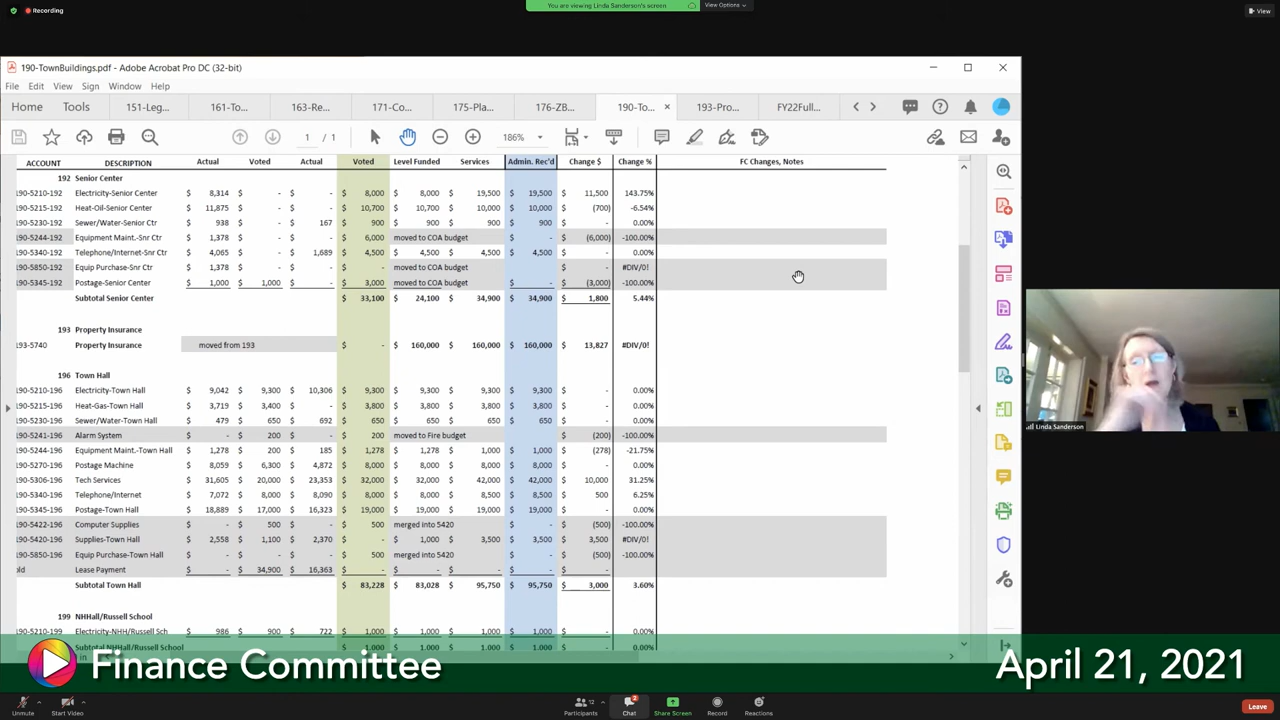 Recording
You are viewing Linda Sanderson's screen View Options
View
190-TownBuildings.pdf - Adobe Acrobat Pro DC (32-bit)
File Edit View Sign Window Help
Home Tools 151-Leg... 161-To... 163-Re... 171-Co... 175-Pla... 176-ZB... 190-To... × 193-Pro... FY22Full...
1 / 1 186%
ACCOUNT DESCRIPTION Actual Voted Actual Voted Level Funded Services Admin. Rec'd Change $ Change % FC Changes, Notes
192 Senior Center
190-5210-192 Electricity-Senior Center $ 8,314 $ - $ - $ 8,000 $ 8,000 $ 19,500 $ 19,500 $ 11,500 143.75%
190-5215-192 Heat-Oil-Senior Center $ 11,875 $ - $ - $ 10,700 $ 10,700 $ 10,000 $ 10,000 $ (700) -6.54%
190-5230-192 Sewer/Water-Senior Ctr $ 938 $ - $ 167 $ 900 $ 900 $ 900 $ 900 $ - 0.00%
190-5244-192 Equipment Maint.-Snr Ctr $ 1,378 $ - $ - $ 6,000 moved to COA budget $ - $ (6,000) -100.00%
190-5340-192 Telephone/Internet-Snr Ctr $ 4,065 $ - $ 1,689 $ 4,500 $ 4,500 $ 4,500 $ 4,500 $ - 0.00%
190-5850-192 Equip Purchase-Snr Ctr $ 1,378 $ - $ - moved to COA budget $ - #DIV/0!
190-5345-192 Postage-Senior Center $ 1,000 $ 1,000 $ - $ 3,000 moved to COA budget $ - $ (3,000) -100.00%
Subtotal Senior Center $ 33,100 $ 24,100 $ 34,900 $ 34,900 $ 1,800 5.44%
193 Property Insurance
193-5740 Property Insurance moved from 193 $ - $ 160,000 $ 160,000 $ 160,000 $ 13,827 #DIV/0!
196 Town Hall
190-5210-196 Electricity-Town Hall $ 9,042 $ 9,300 $ 10,306 $ 9,300 $ 9,300 $ 9,300 $ 9,300 $ - 0.00%
190-5215-196 Heat-Gas-Town Hall $ 3,719 $ 3,400 $ - $ 3,800 $ 3,800 $ 3,800 $ 3,800 $ - 0.00%
190-5230-196 Sewer/Water-Town Hall $ 479 $ 650 $ 692 $ 650 $ 650 $ 650 $ 650 $ - 0.00%
190-5241-196 Alarm System $ - $ 200 $ - $ 200 moved to Fire budget $ - $ (200) -100.00%
190-5244-196 Equipment Maint.-Town Hall $ 1,278 $ 200 $ 185 $ 1,278 $ 1,278 $ 1,000 $ 1,000 $ (278) -21.75%
190-5270-196 Postage Machine $ 8,059 $ 6,300 $ 4,872 $ 8,000 $ 8,000 $ 8,000 $ 8,000 $ - 0.00%
190-5306-196 Tech Services $ 31,605 $ 20,000 $ 23,353 $ 32,000 $ 32,000 $ 42,000 $ 42,000 $ 10,000 31.25%
190-5340-196 Telephone/Internet $ 7,072 $ 8,000 $ 8,090 $ 8,000 $ 8,000 $ 8,500 $ 8,500 $ 500 6.25%
190-5345-196 Postage-Town Hall $ 18,889 $ 17,000 $ 16,323 $ 19,000 $ 19,000 $ 19,000 $ 19,000 $ - 0.00%
190-5422-196 Computer Supplies $ - $ 500 $ - $ 500 merged into 5420 $ - $ (500) -100.00%
190-5420-196 Supplies-Town Hall $ 2,558 $ 1,100 $ 2,370 $ 1,000 $ 3,500 $ 3,500 $ 3,500 #DIV/0!
190-5850-196 Equip Purchase-Town Hall $ - $ - $ - $ 500 merged into 5420 $ - $ (500) -100.00%
old Lease Payment $ - $ 34,900 $ 16,363 $ - $ - $ - $ - $ -
Subtotal Town Hall $ 83,228 $ 83,028 $ 95,750 $ 95,750 $ 3,000 3.60%
199 NHHall/Russell School
190-5210-199 Electricity-NHH/Russell Sch $ 986 $ 900 $ 722 $ 1,000 $ 1,000 $ 1,000 $ 1,000 $ - 0.00%
Subtotal NHHall/Russell School $ 1,000 $ 1,000 $ 1,000 $ 1,000 $ - 0.00%
Linda Sanderson
Finance Committee April 21, 2021
Unmute Start Video Participants 12 Chat 2 Share Screen Record Reactions Leave